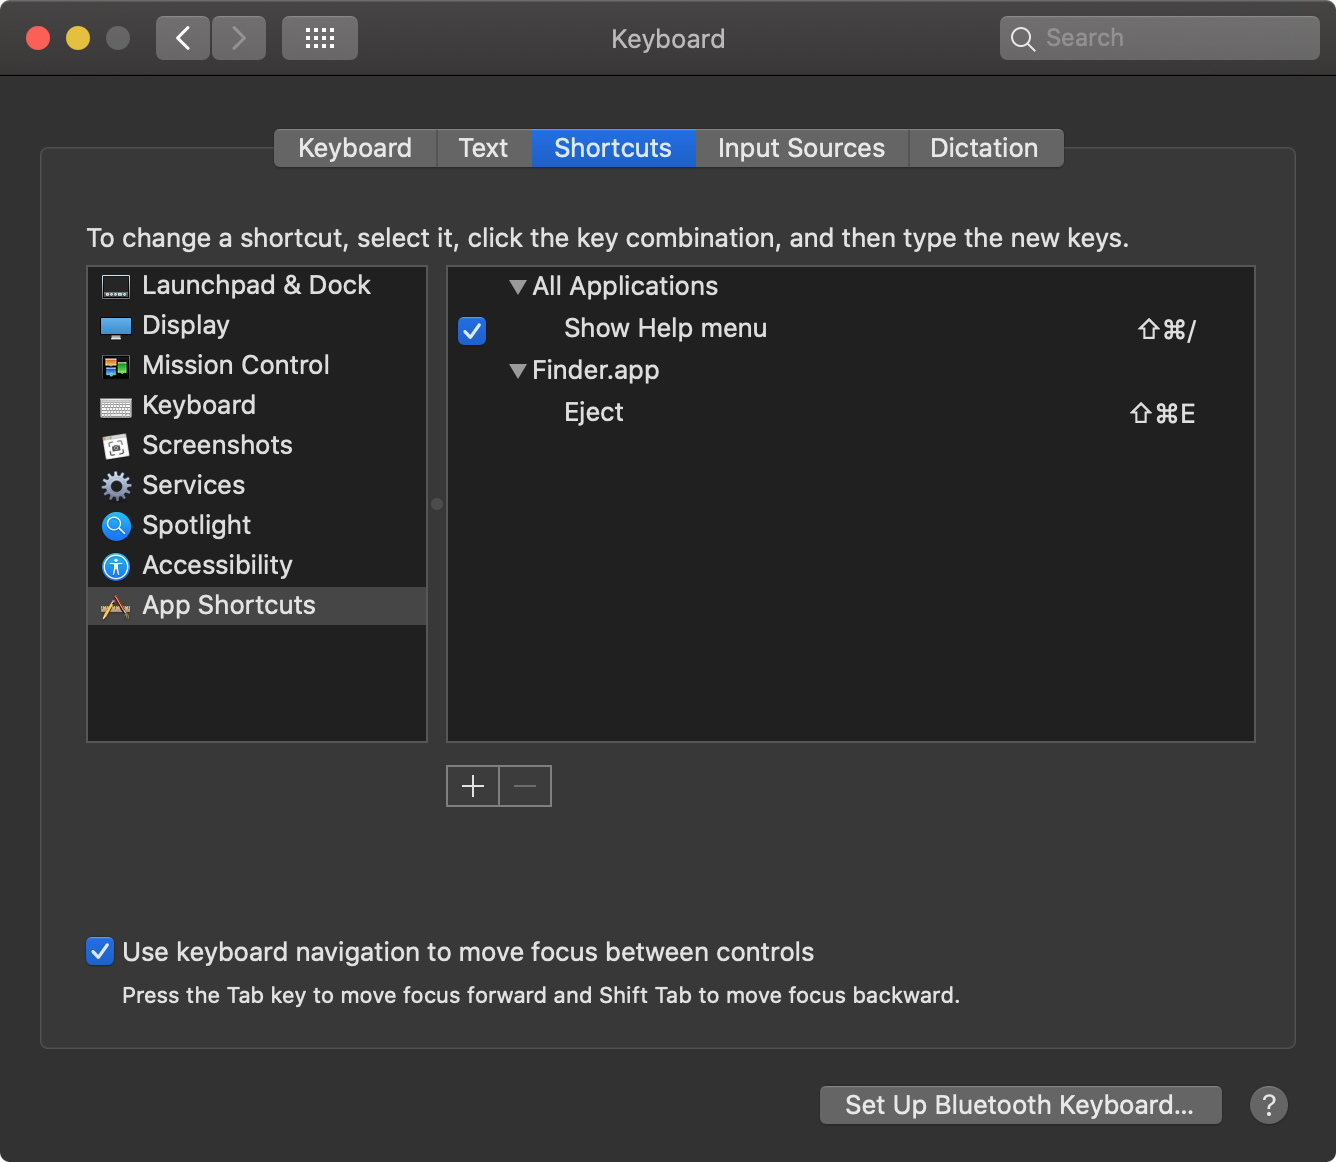 Keyboard
Search
Keyboard Text Shortcuts Input Sources Dictation
To change a shortcut, select it, click the key combination, and then type the new keys.
Launchpad & Dock
Display
Mission Control
Keyboard
Screenshots
Services
Spotlight
Accessibility
App Shortcuts
All Applications
Show Help menu ⇧⌘/
Finder.app
Eject ⇧⌘E
Use keyboard navigation to move focus between controls
Press the Tab key to move focus forward and Shift Tab to move focus backward.
Set Up Bluetooth Keyboard... ?